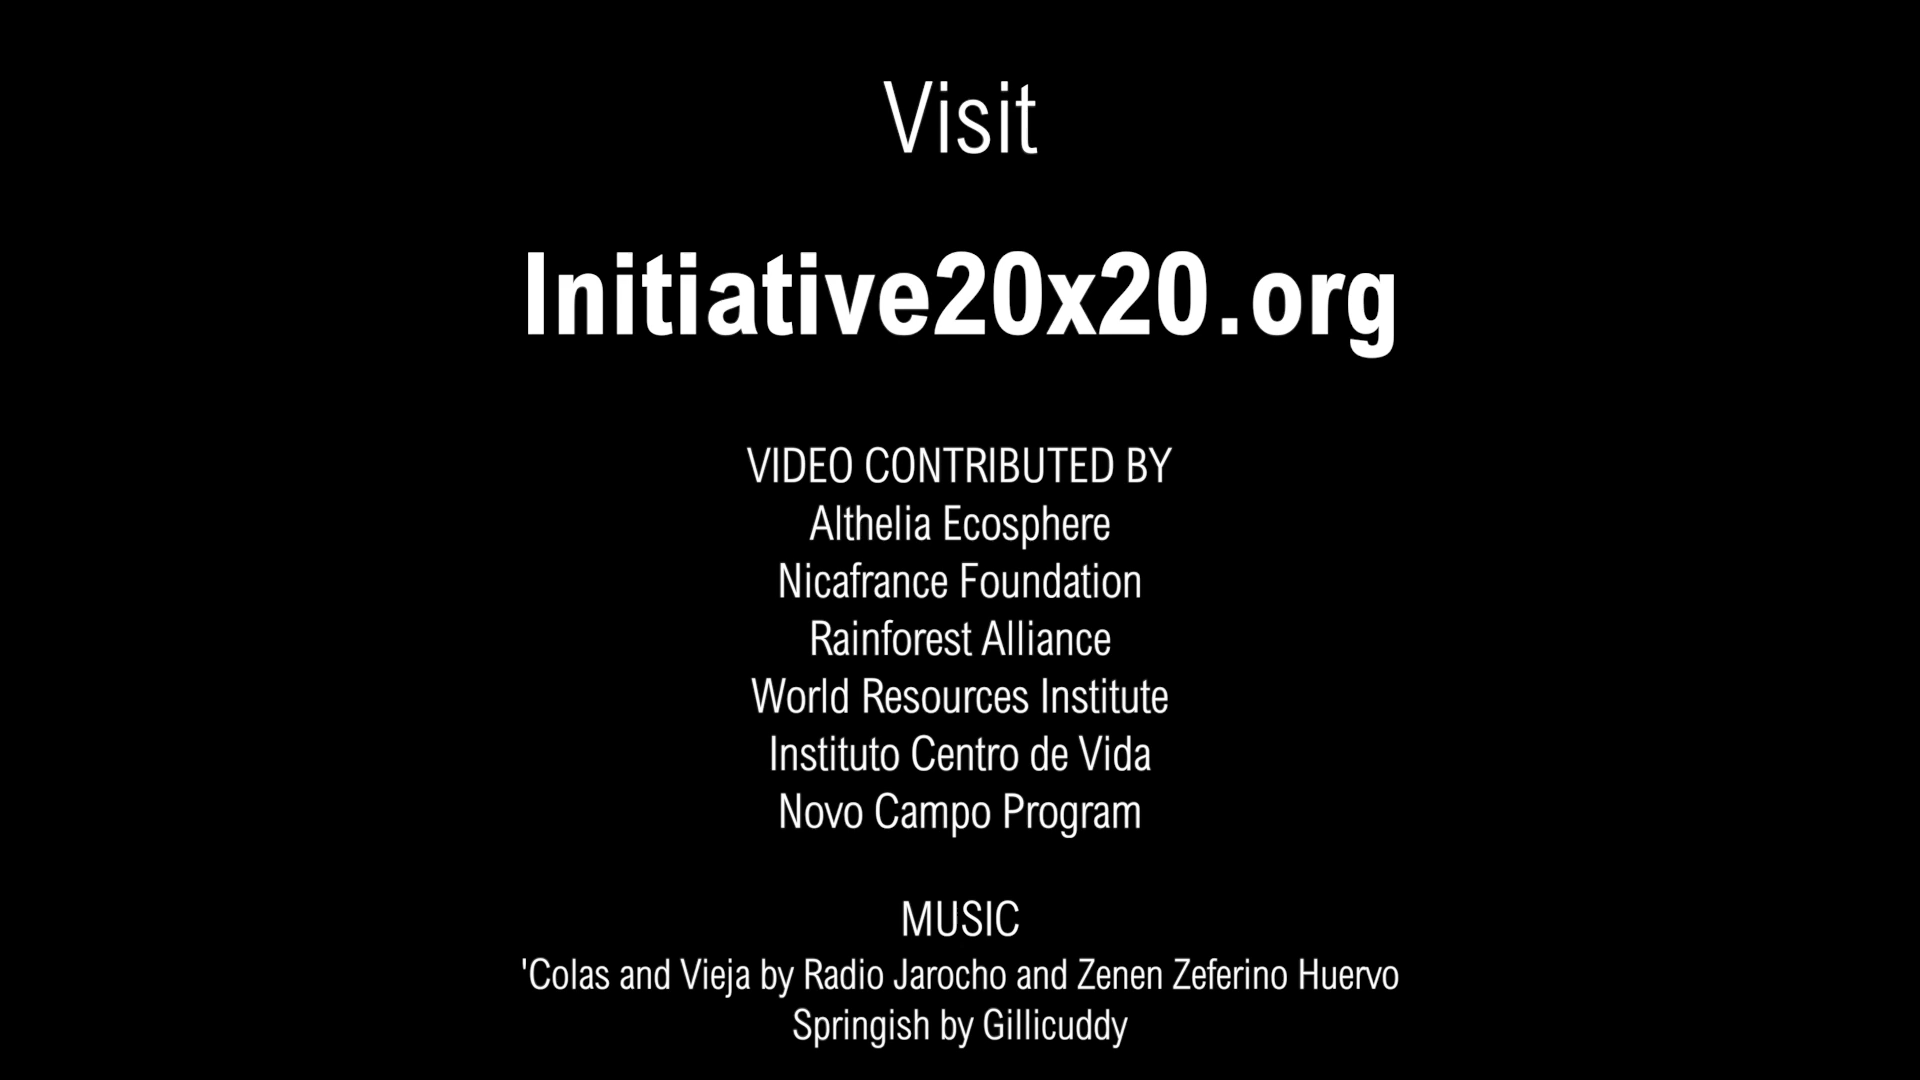 Visit
Initiative20x20.org
VIDEO CONTRIBUTED BY
Althelia Ecosphere
Nicafrance Foundation
Rainforest Alliance
World Resources Institute
Instituto Centro de Vida
Novo Campo Program
MUSIC
'Colas and Vieja by Radio Jarocho and Zenen Zeferino Huervo
Springish by Gillicuddy